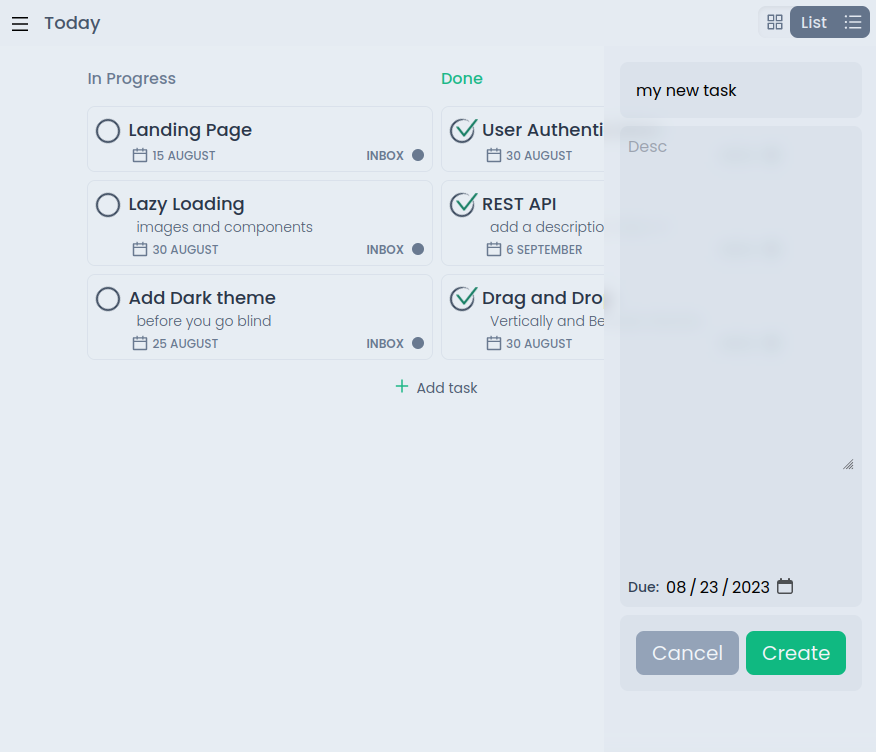 Today
List
In Progress
Landing Page
15 AUGUST
INBOX
Lazy Loading
images and components
30 AUGUST
INBOX
Add Dark theme
before you go blind
25 AUGUST
INBOX
Done
User Authenti
30 AUGUST
REST API
add a descriptio
6 SEPTEMBER
Drag and Dro
Vertically and Be
30 AUGUST
+ Add task
my new task
Desc
Due: 08/23/2023
Cancel
Create